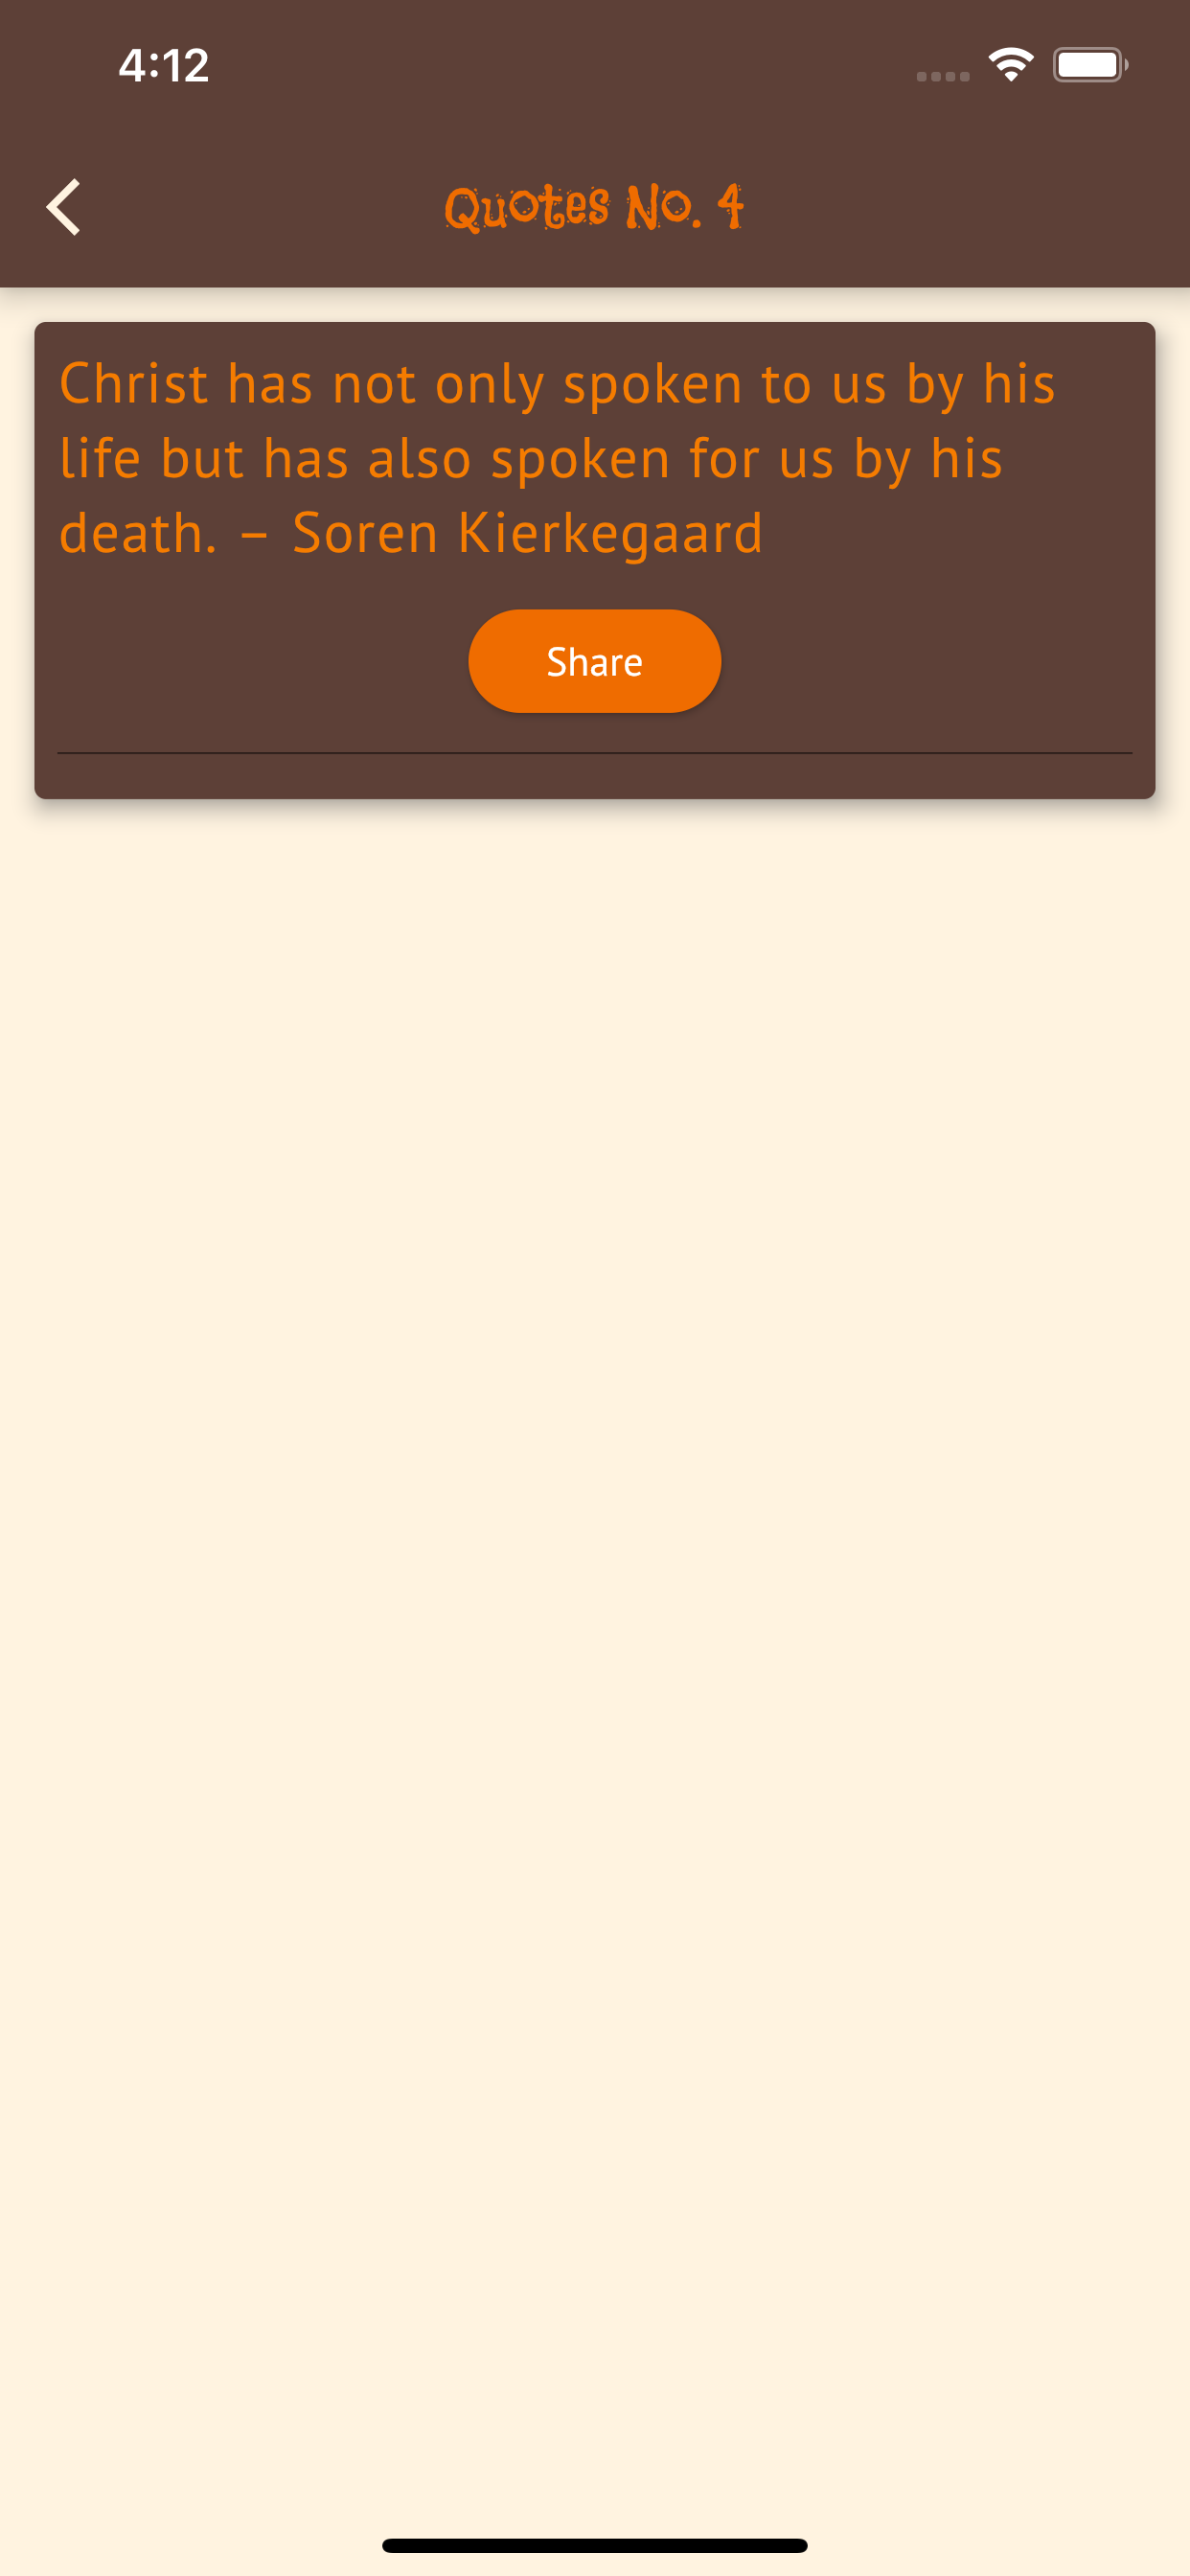 4:12
Quotes No. 4
Christ has not only spoken to us by his
life but has also spoken for us by his
death. – Soren Kierkegaard
Share